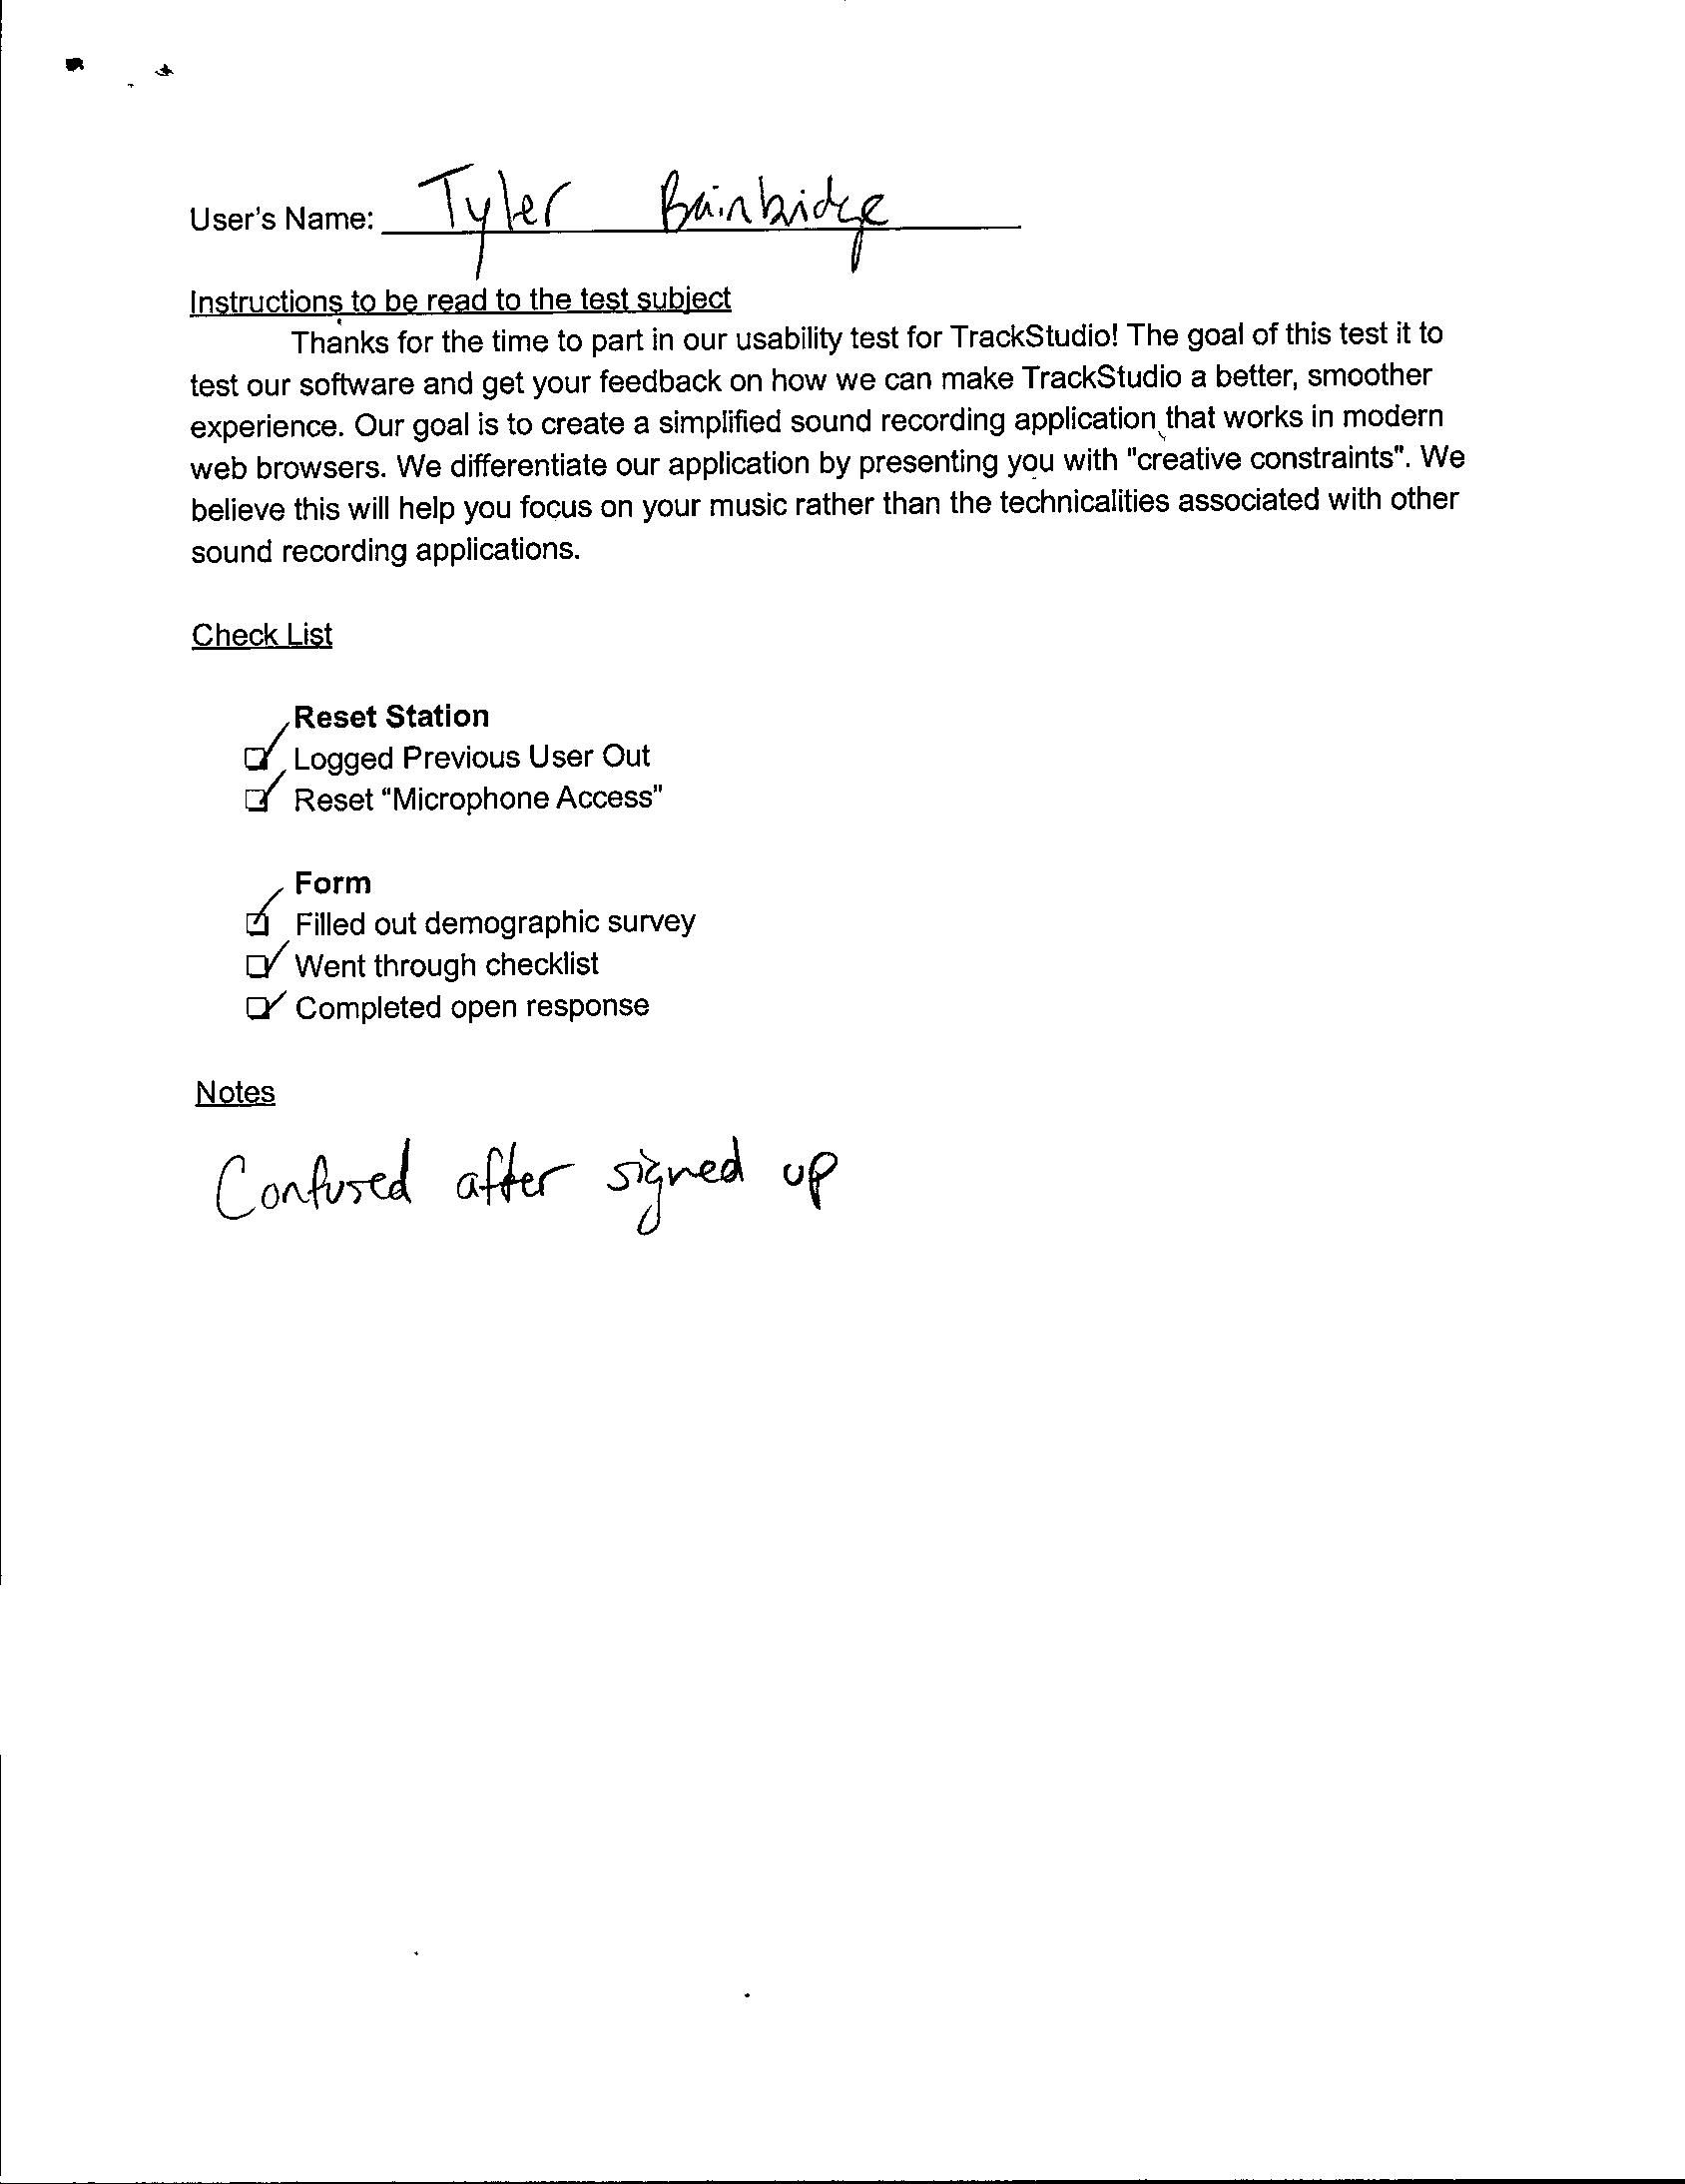 User's Name: Tyler Bainbridge
Instructions to be read to the test subject
Thanks for the time to part in our usability test for TrackStudio! The goal of this test it to
test our software and get your feedback on how we can make TrackStudio a better, smoother
experience. Our goal is to create a simplified sound recording application that works in modern
web browsers. We differentiate our application by presenting you with "creative constraints". We
believe this will help you focus on your music rather than the technicalities associated with other
sound recording applications.
Check List
Reset Station
Logged Previous User Out
Reset “Microphone Access”
Form
Filled out demographic survey
Went through checklist
Completed open response
Notes
Confused after signed up